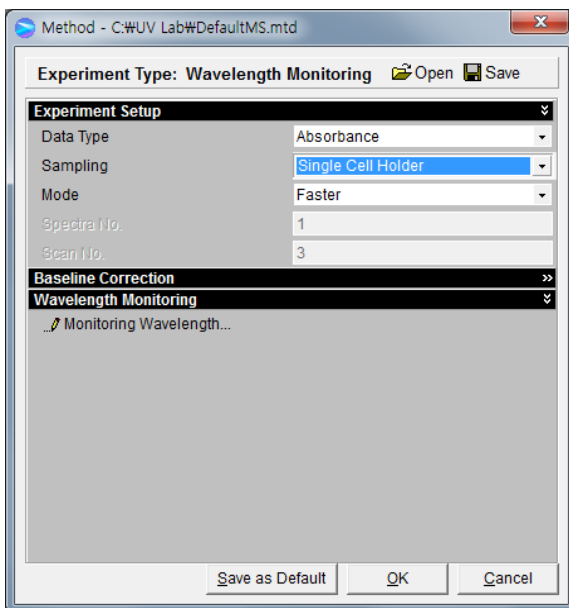 Method - C:₩UV Lab₩DefaultMS.mtd
Experiment Type: Wavelength Monitoring Open Save
Experiment Setup
Data Type Absorbance
Sampling Single Cell Holder
Mode Faster
Spectra No. 1
Scan No. 3
Baseline Correction
Wavelength Monitoring
Monitoring Wavelength...
Save as Default OK Cancel